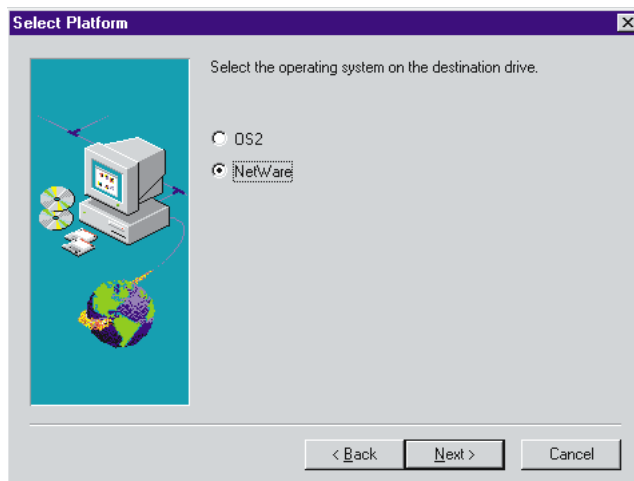 Select Platform
Select the operating system on the destination drive.
OS2
NetWare
< Back
Next >
Cancel